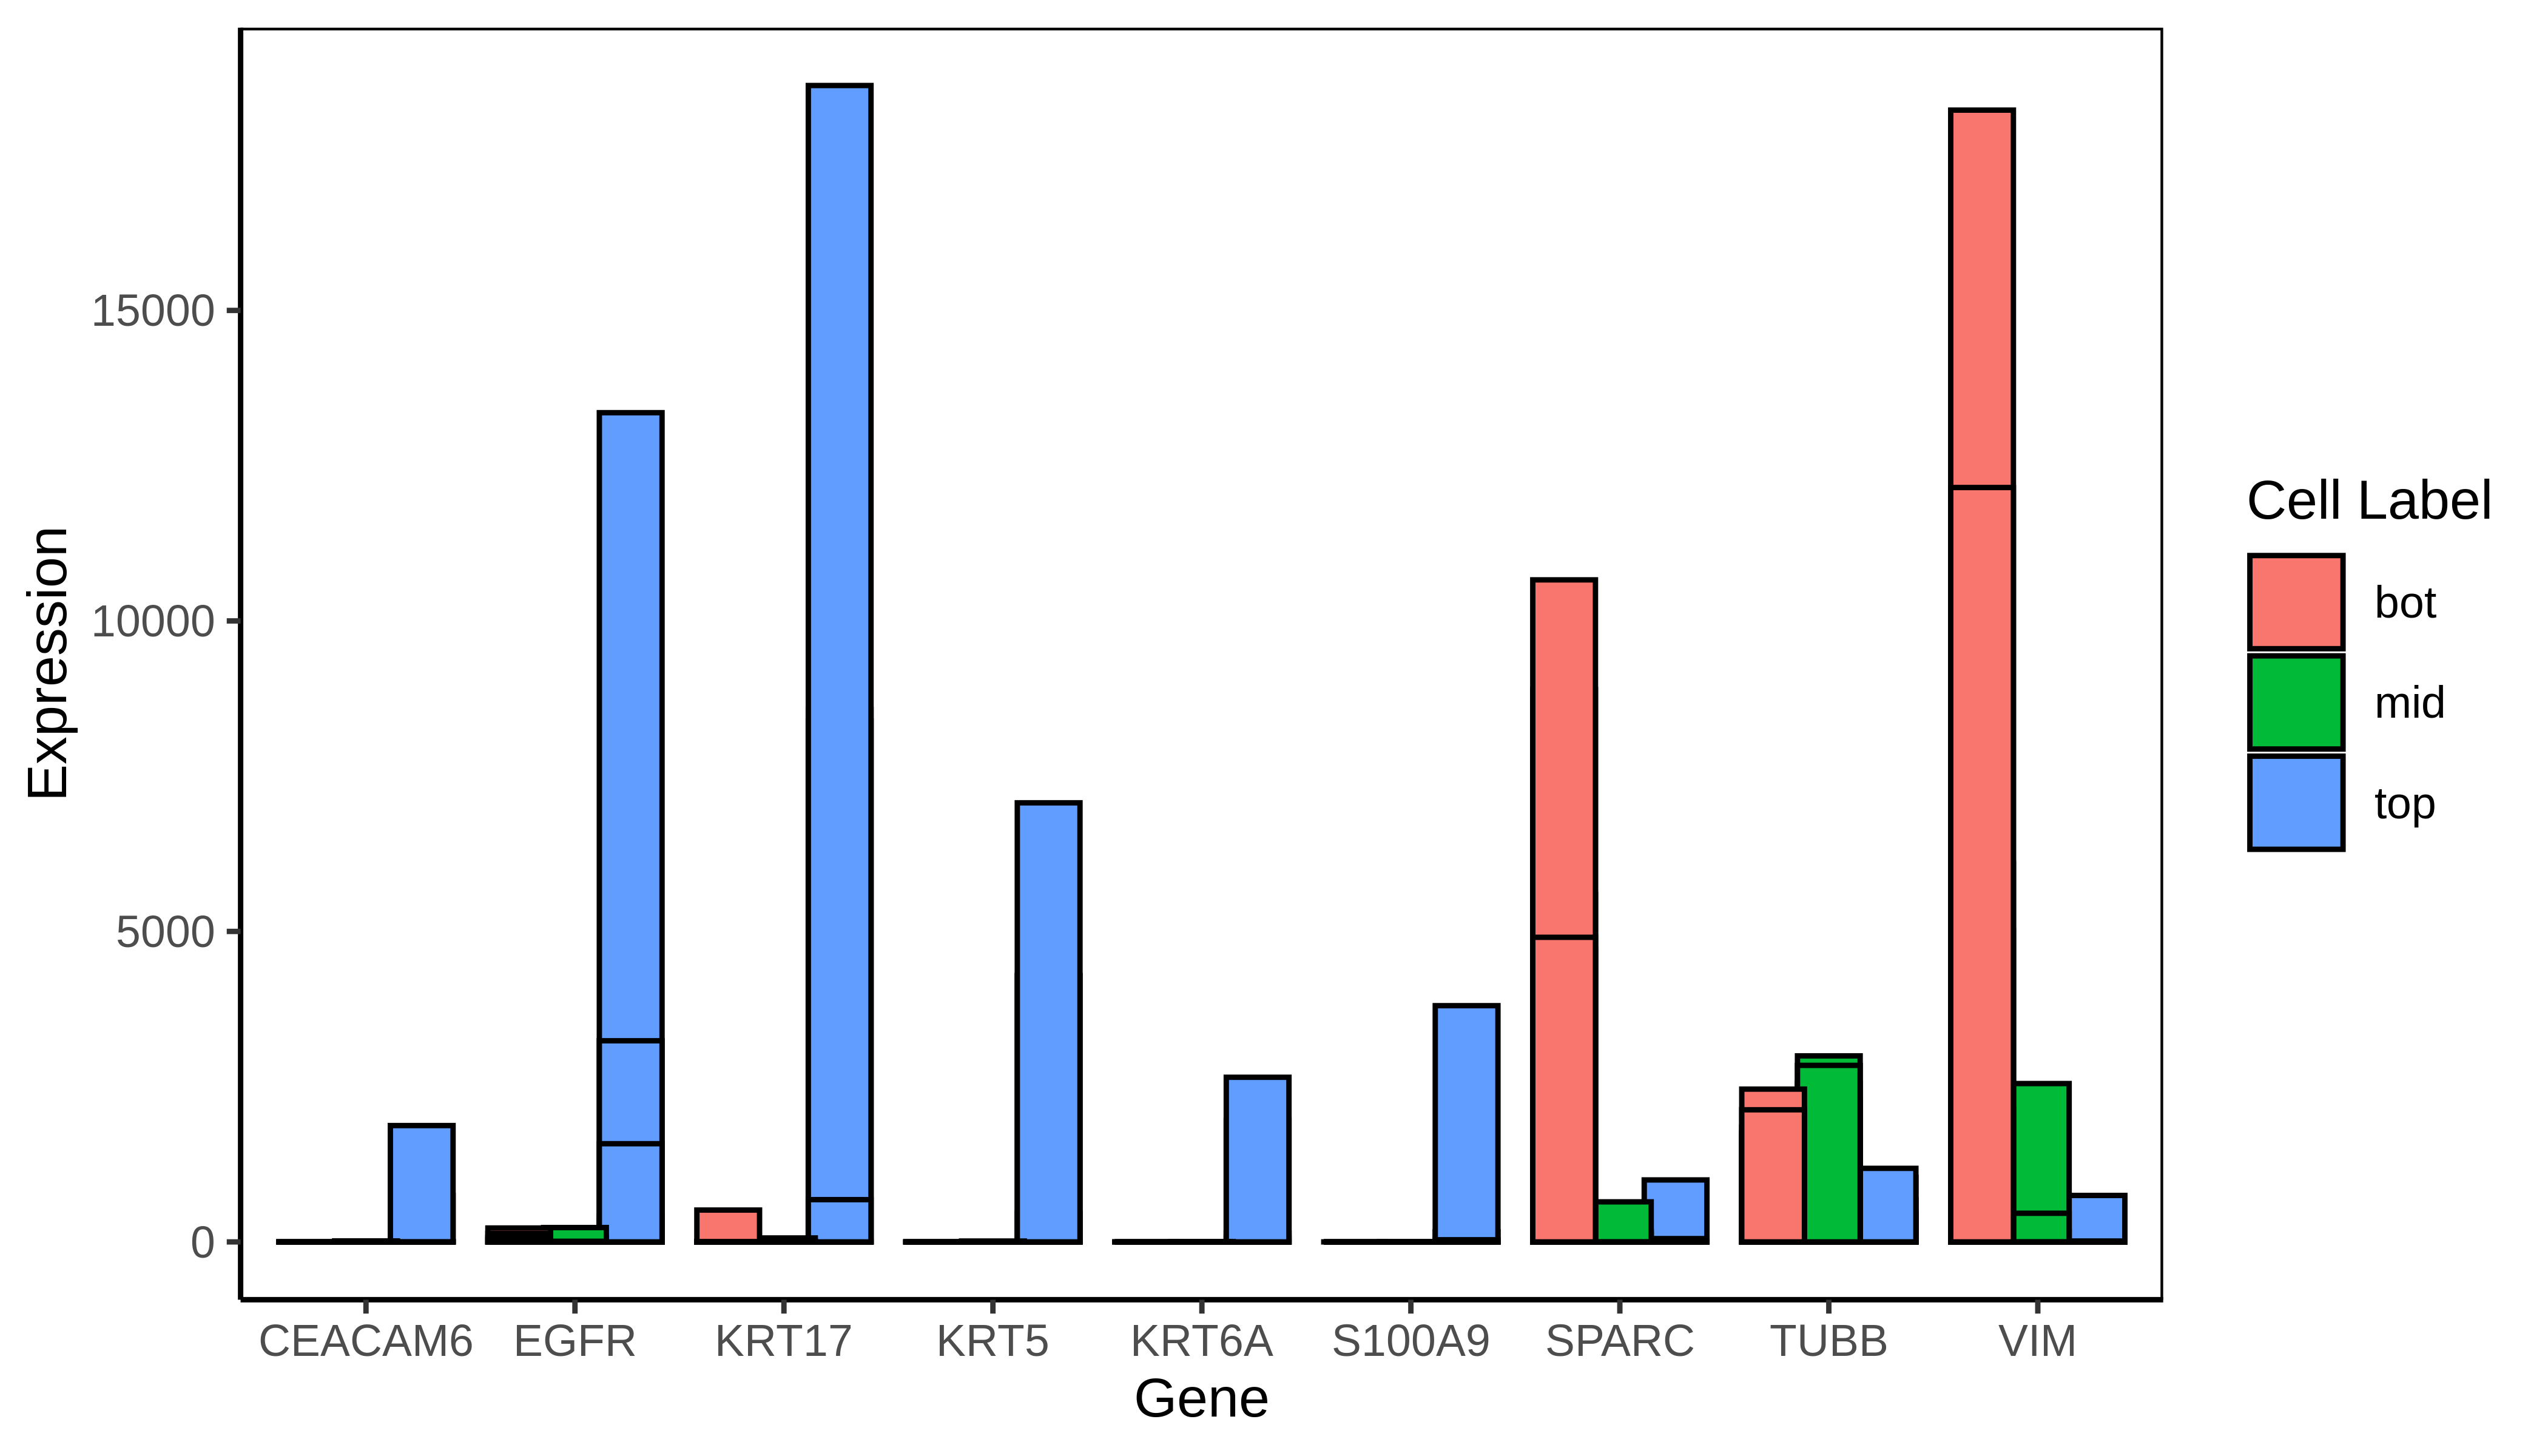 15000
10000
5000
0
Expression
CEACAM6 EGFR KRT17 KRT5 KRT6A S100A9 SPARC TUBB VIM
Gene
Cell Label
bot
mid
top